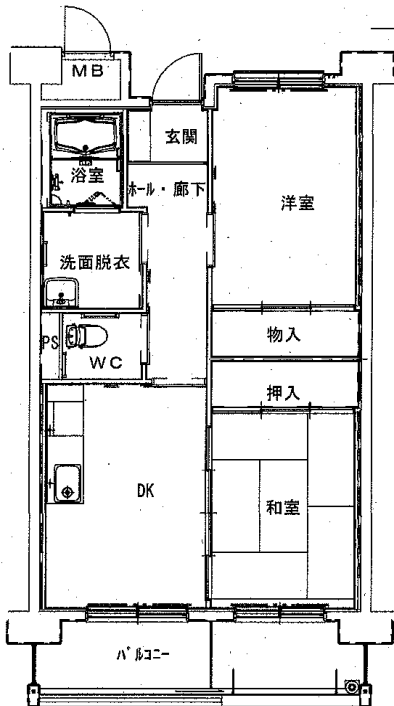 MB
玄関
浴室
ホール・廊下
洋室
洗面脱衣
物入
PS
WC
押入
DK
和室
バルコニー